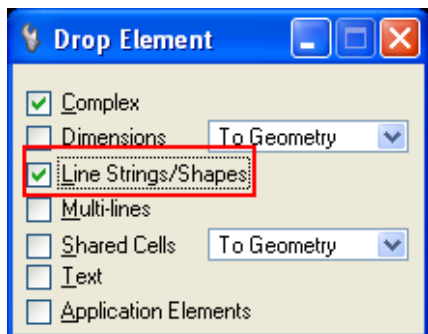 Drop Element
Complex
Dimensions To Geometry
Line Strings/Shapes
Multi-lines
Shared Cells To Geometry
Text
Application Elements